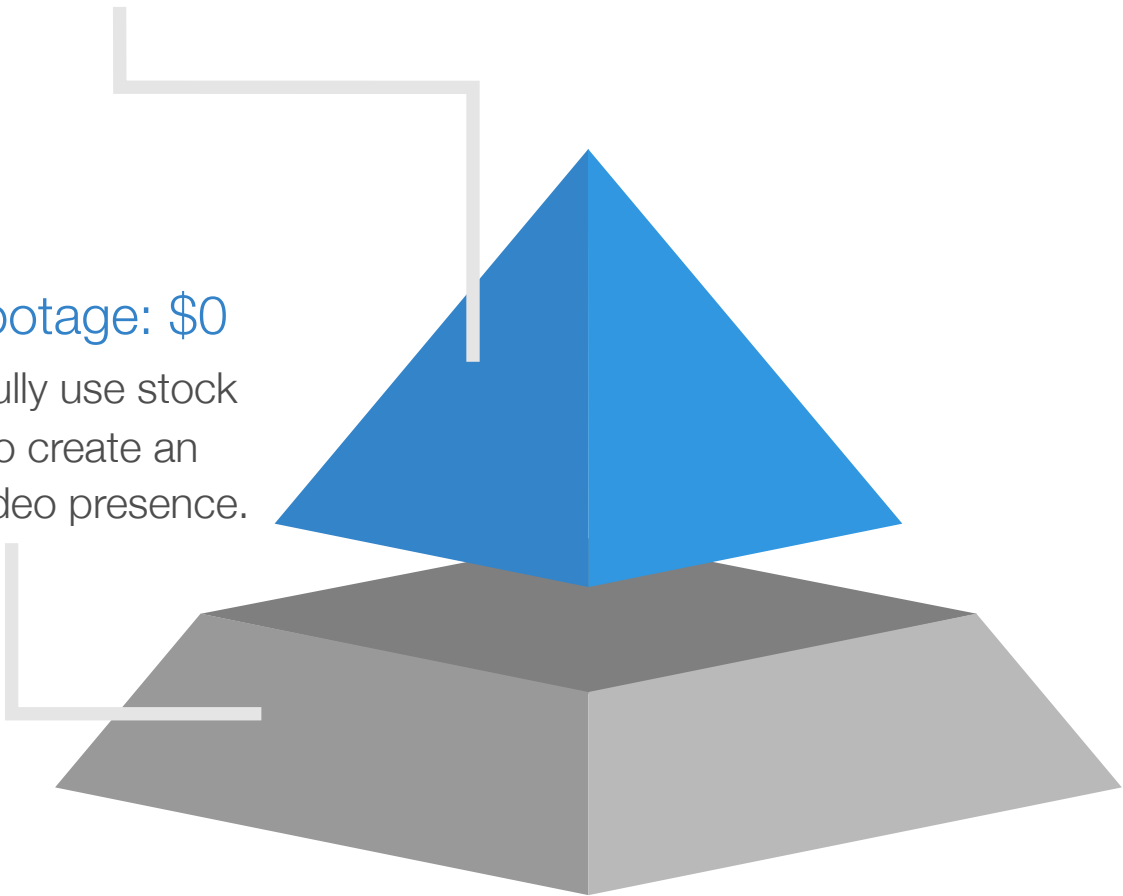 ootage: $0
ully use stock
o create an
deo presence.